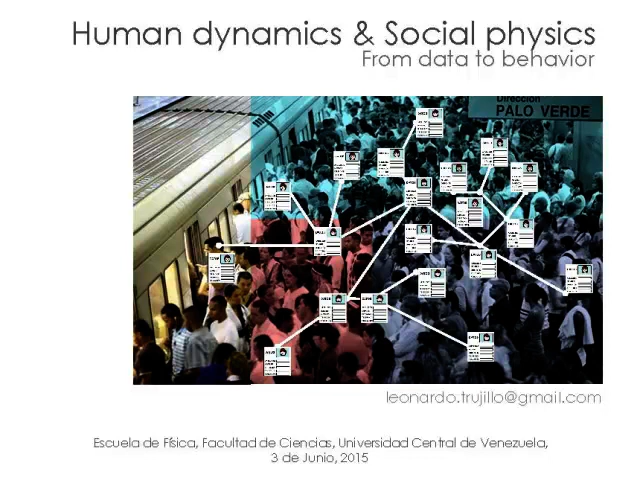 Human dynamics & Social physics
From data to behavior
Dirección
PALO VERDE
leonardo.trujillo@gmail.com
Escuela de Física, Facultad de Ciencias, Universidad Central de Venezuela,
3 de Junio, 2015